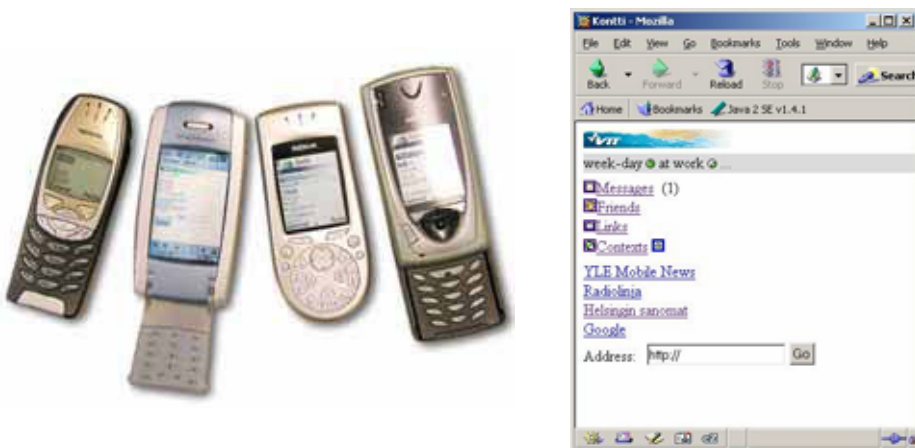 NOKIA
Kontti - Mozilla
File Edit View Go Bookmarks Tools Window Help
Back Forward Reload Stop Search
Home Bookmarks Java 2 SE v1.4.1
VTT
week-day at work ...
Messages (1)
Friends
Links
Contexts
YLE Mobile News
Radiolinja
Helsingin sanomat
Google
Address: http:// Go